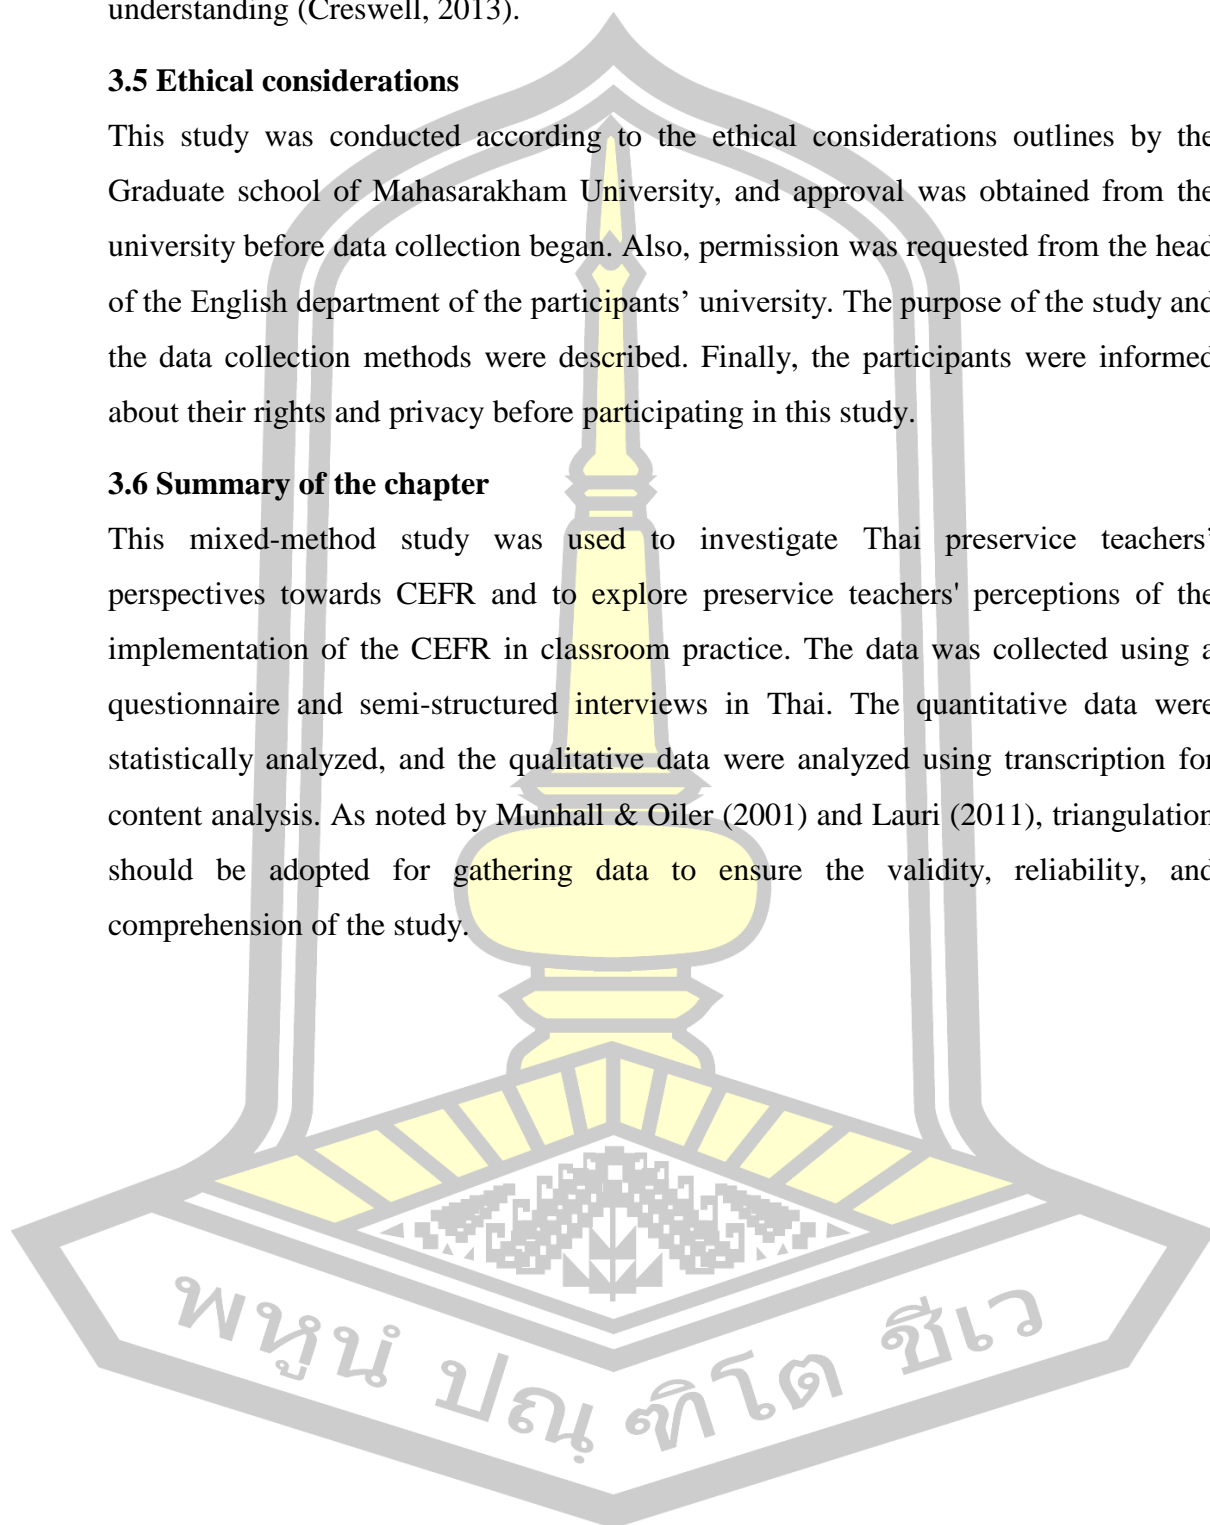 understanding (Creswell, 2013).
3.5 Ethical considerations
This study was conducted according to the ethical considerations outlines by the
Graduate school of Mahasarakham University, and approval was obtained from the
university before data collection began. Also, permission was requested from the head
of the English department of the participants’ university. The purpose of the study and
the data collection methods were described. Finally, the participants were informed
about their rights and privacy before participating in this study.
3.6 Summary of the chapter
This mixed-method study was used to investigate Thai preservice teachers’
perspectives towards CEFR and to explore preservice teachers' perceptions of the
implementation of the CEFR in classroom practice. The data was collected using a
questionnaire and semi-structured interviews in Thai. The quantitative data were
statistically analyzed, and the qualitative data were analyzed using transcription for
content analysis. As noted by Munhall & Oiler (2001) and Lauri (2011), triangulation
should be adopted for gathering data to ensure the validity, reliability, and
comprehension of the study.
พหูนํ ปณฺฑิโต ชีเว